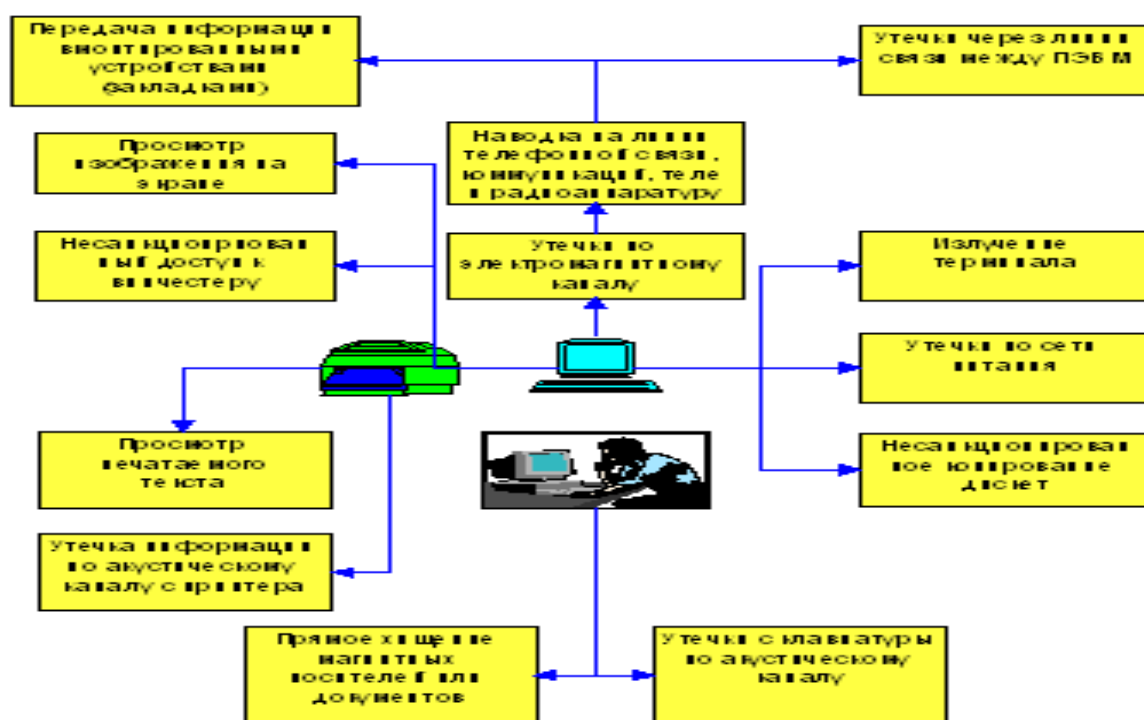 Передача информации
вмонтированными
устройствами
(закладками)
Утечки через линии
связи между ПЭВМ
Просмотр
изображения на
экране
Наводка на линии
телефонной связи,
коммуникаций, теле
и радиоаппаратуру
Несанкциониррован
ный доступ к
винчестеру
Утечки по
электромагнитному
каналу
Излучение
терминала
Утечки по сети
питания
Просмотр
печатаемого
текста
Несанкционирован
ное копирование
дискет
Утечка информации
по акустическому
каналу с принтера
Прямое хищение
магнитных
носителей или
документов
Утечки с клавиатуры
по акустическому
каналу